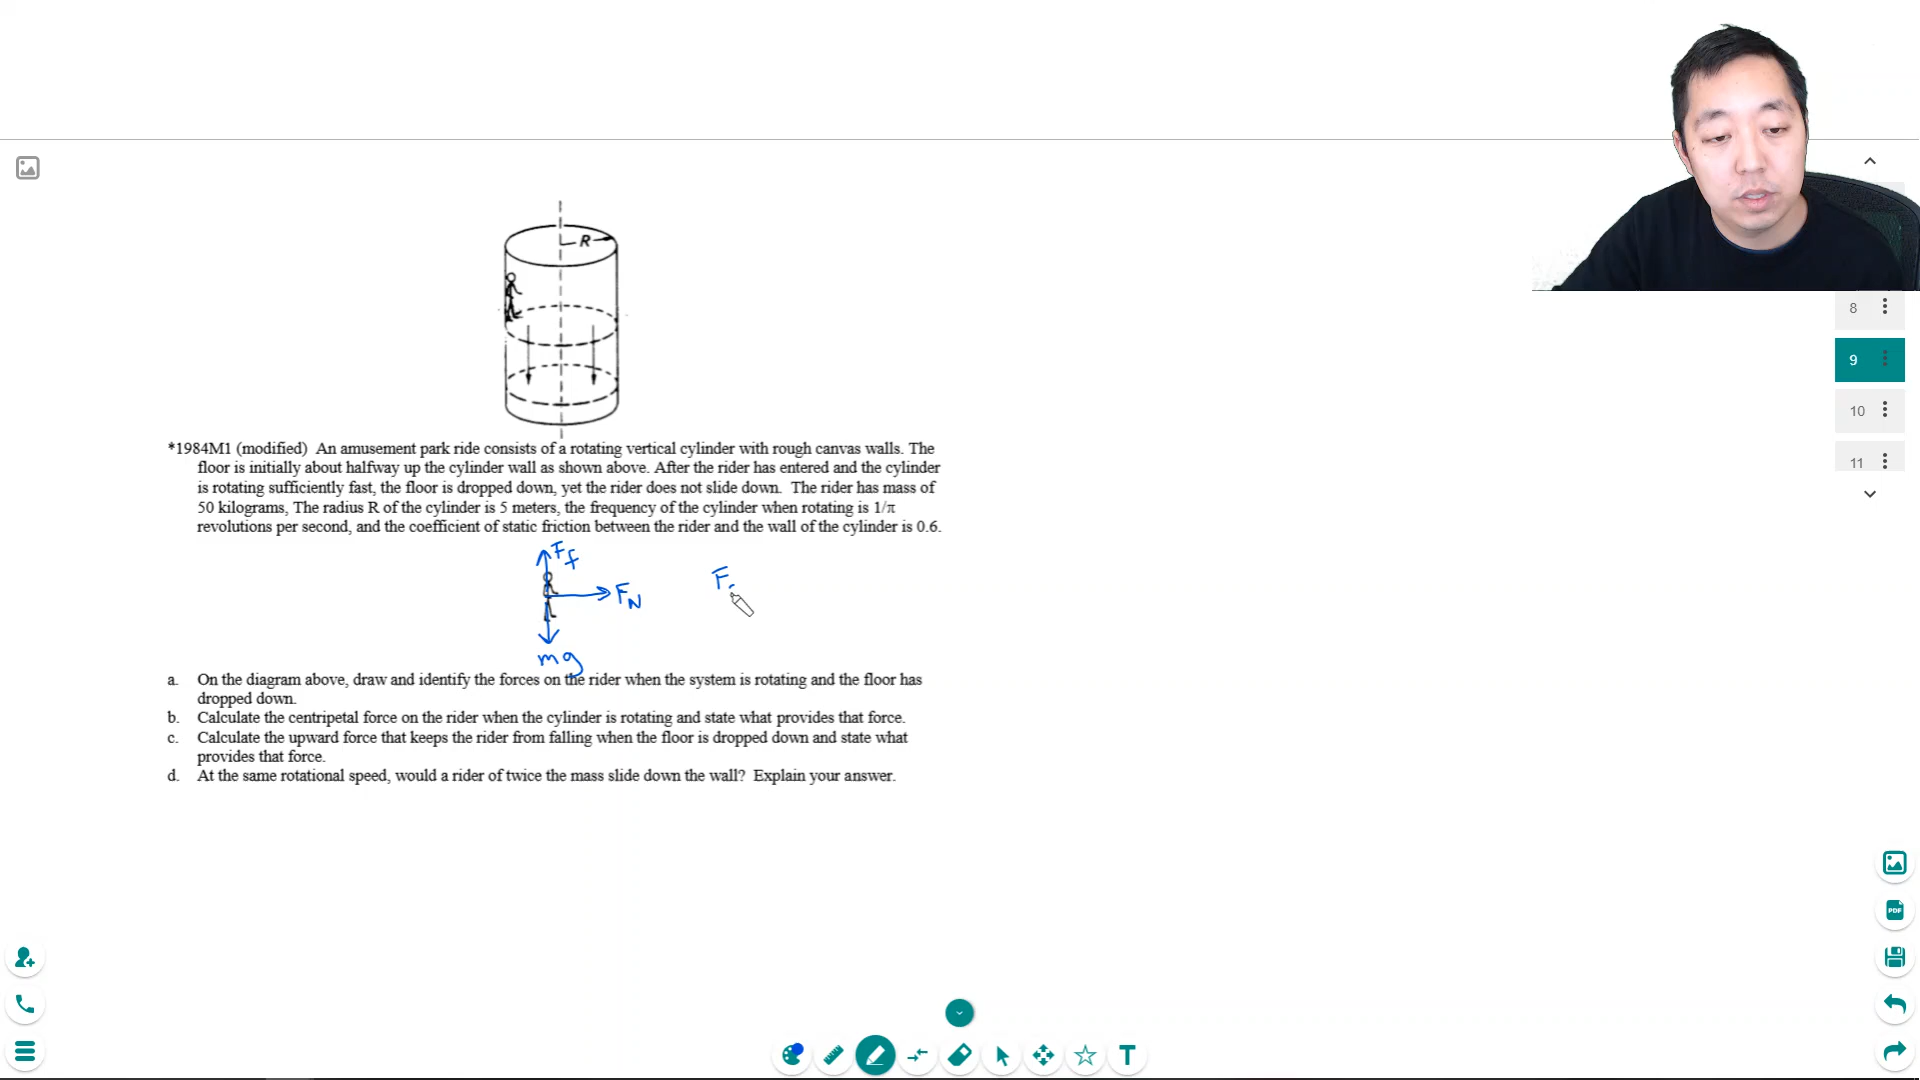 R
*1984M1 (modified) An amusement park ride consists of a rotating vertical cylinder with rough canvas walls. The
floor is initially about halfway up the cylinder wall as shown above. After the rider has entered and the cylinder
is rotating sufficiently fast, the floor is dropped down, yet the rider does not slide down. The rider has mass of
50 kilograms, The radius R of the cylinder is 5 meters, the frequency of the cylinder when rotating is 1/π
revolutions per second, and the coefficient of static friction between the rider and the wall of the cylinder is 0.6.
Ff
FN
F
mg
a. On the diagram above, draw and identify the forces on the rider when the system is rotating and the floor has
dropped down.
b. Calculate the centripetal force on the rider when the cylinder is rotating and state what provides that force.
c. Calculate the upward force that keeps the rider from falling when the floor is dropped down and state what
provides that force.
d. At the same rotational speed, would a rider of twice the mass slide down the wall? Explain your answer.
8
9
10
11
PDF
T